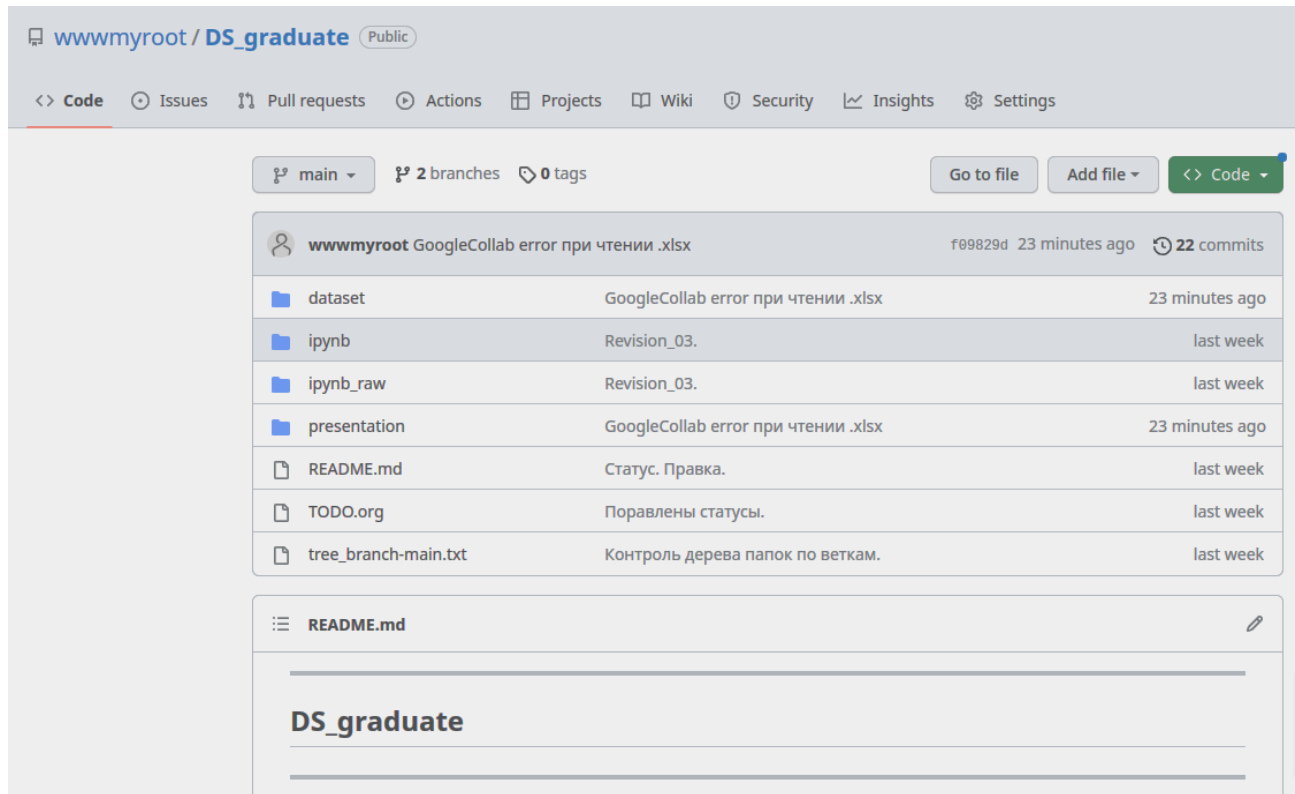 wwwmyroot / DS_graduate Public
<> Code Issues Pull requests Actions Projects Wiki Security Insights Settings
main 2 branches 0 tags Go to file Add file <> Code
wwwmyroot GoogleCollab error при чтении .xlsx f09829d 23 minutes ago 22 commits
dataset GoogleCollab error при чтении .xlsx 23 minutes ago
ipynb Revision_03. last week
ipynb_raw Revision_03. last week
presentation GoogleCollab error при чтении .xlsx 23 minutes ago
README.md Статус. Правка. last week
TODO.org Поравлены статусы. last week
tree_branch-main.txt Контроль дерева папок по веткам. last week
README.md
DS_graduate